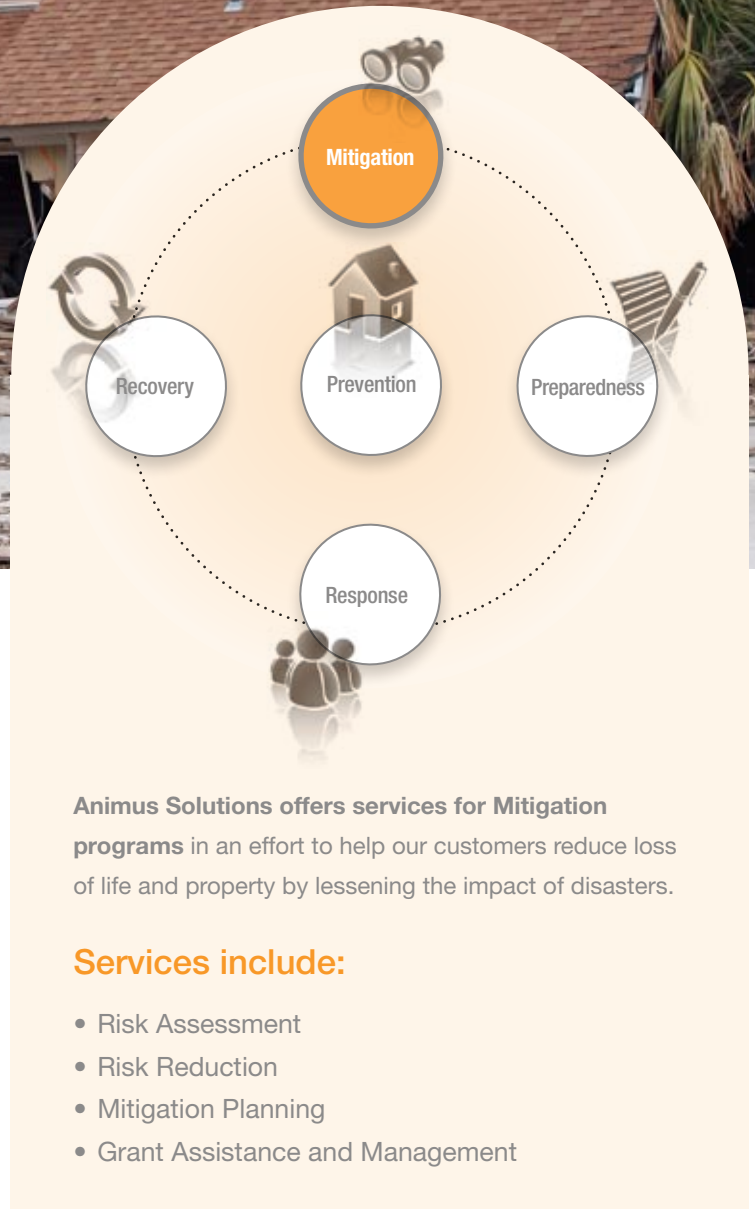 Mitigation
Recovery
Prevention
Preparedness
Response
Animus Solutions offers services for Mitigation
programs in an effort to help our customers reduce loss
of life and property by lessening the impact of disasters.
Services include:
• Risk Assessment
• Risk Reduction
• Mitigation Planning
• Grant Assistance and Management